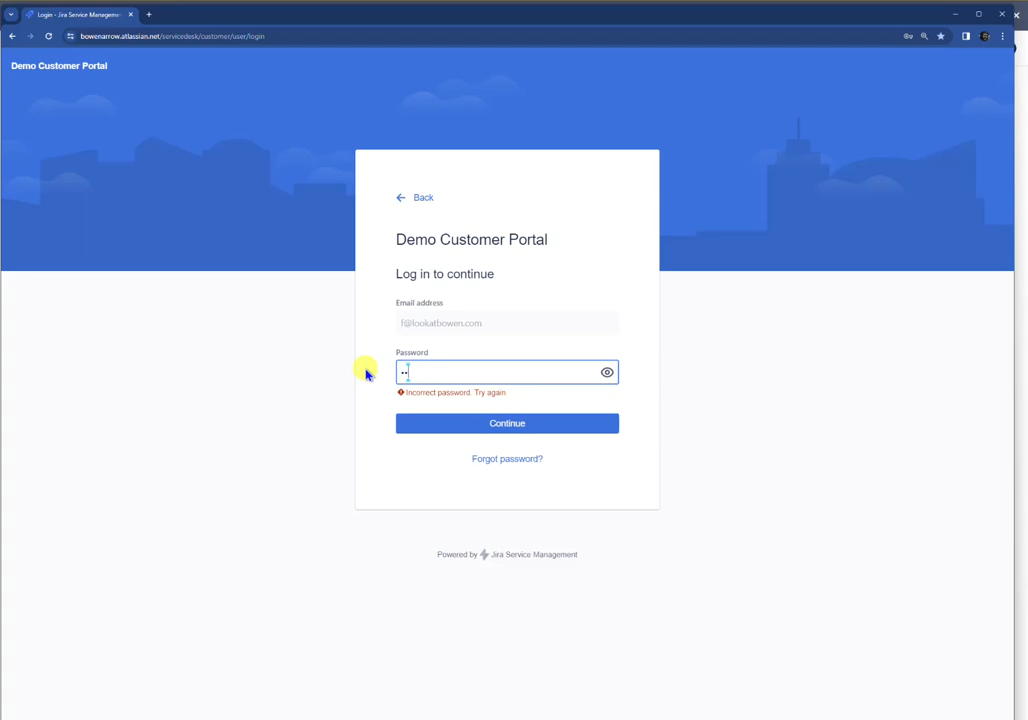 Login - Jira Service Managemen
bowenarrow.atlassian.net/servicedesk/customer/user/login
Demo Customer Portal
Back
Demo Customer Portal
Log in to continue
Email address
f@lookatbowen.com
Password
••
Incorrect password. Try again
Continue
Forgot password?
Powered by Jira Service Management